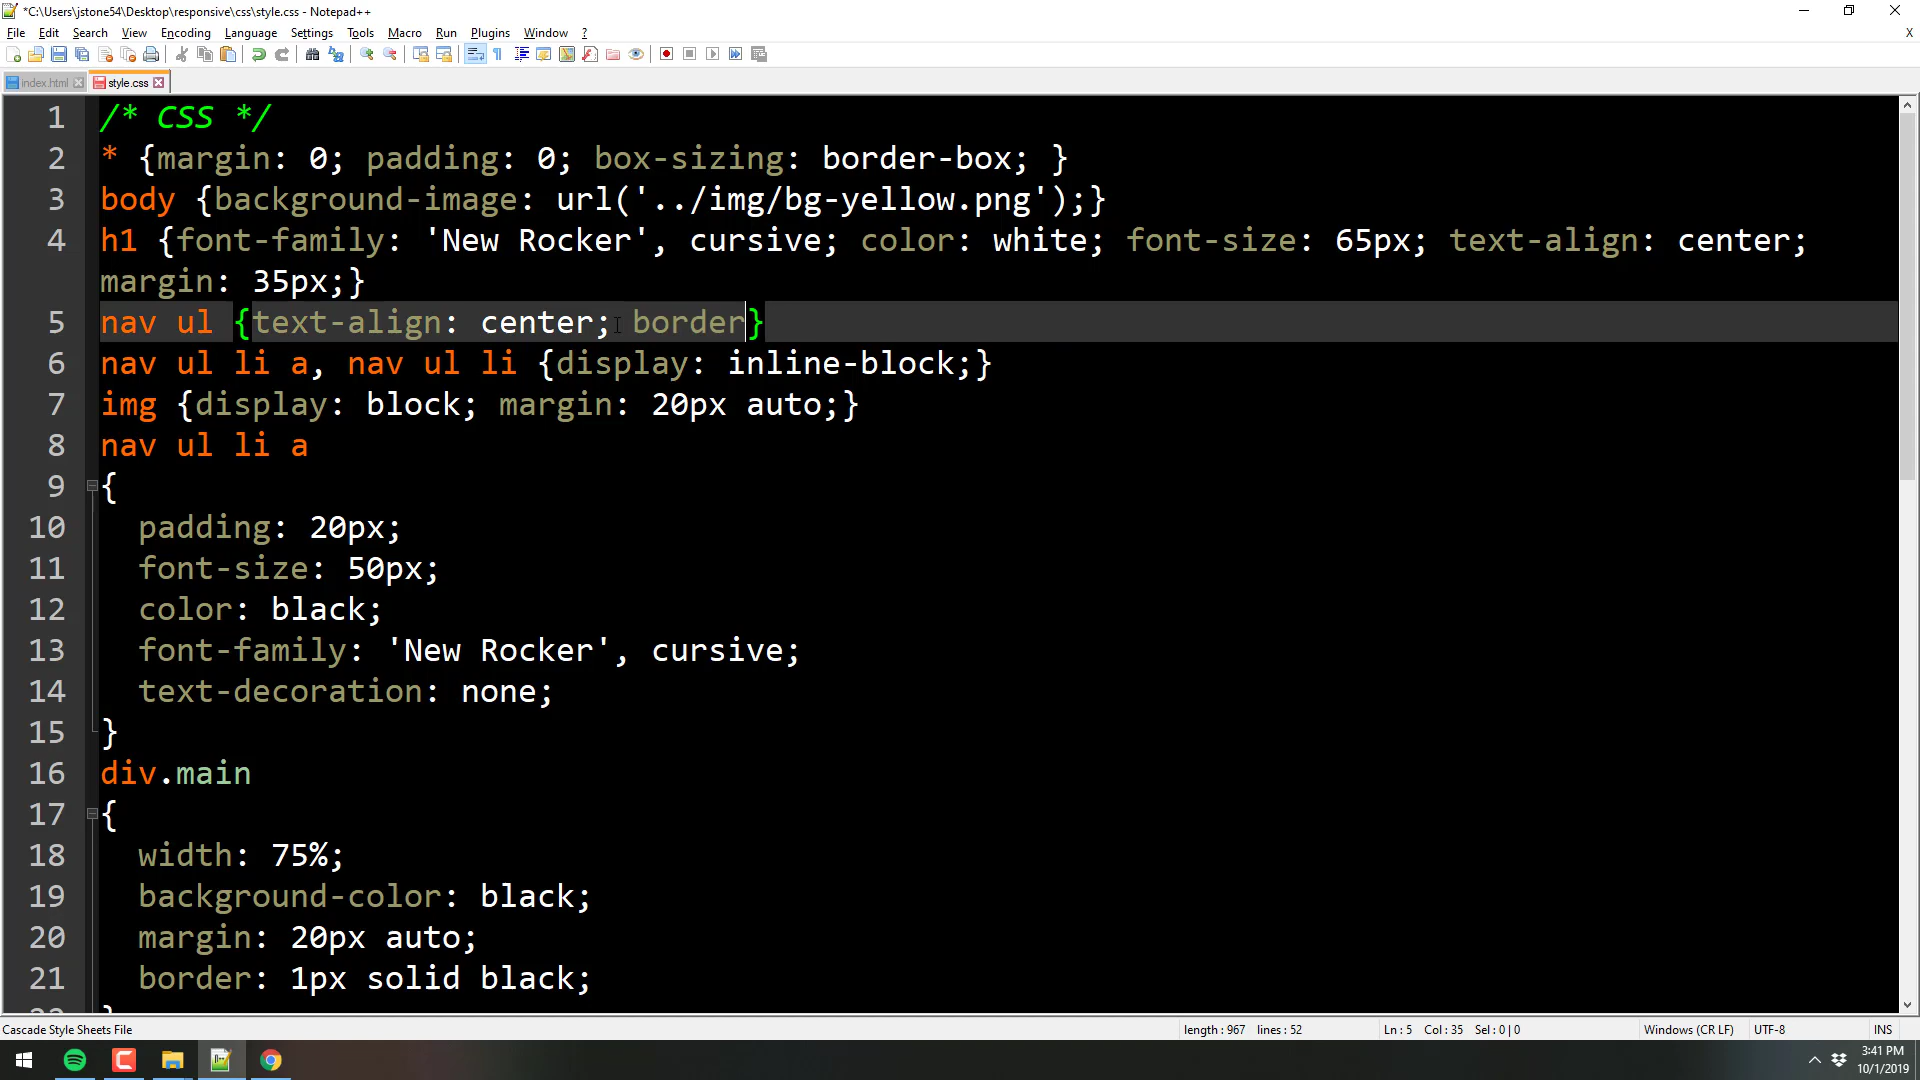 *C:\Users\jstone54\Desktop\responsive\css\style.css - Notepad++
File Edit Search View Encoding Language Settings Tools Macro Run Plugins Window ? X
index.html style.css
1 /* CSS */
2 * {margin: 0; padding: 0; box-sizing: border-box; }
3 body {background-image: url('../img/bg-yellow.png');}
4 h1 {font-family: 'New Rocker', cursive; color: white; font-size: 65px; text-align: center;
margin: 35px;}
5 nav ul {text-align: center; border}
6 nav ul li a, nav ul li {display: inline-block;}
7 img {display: block; margin: 20px auto;}
8 nav ul li a
9 {
10 padding: 20px;
11 font-size: 50px;
12 color: black;
13 font-family: 'New Rocker', cursive;
14 text-decoration: none;
15 }
16 div.main
17 {
18 width: 75%;
19 background-color: black;
20 margin: 20px auto;
21 border: 1px solid black;
22 }
Cascade Style Sheets File length : 967 lines : 52 Ln : 5 Col : 35 Sel : 0 | 0 Windows (CR LF) UTF-8 INS
3:41 PM
10/1/2019